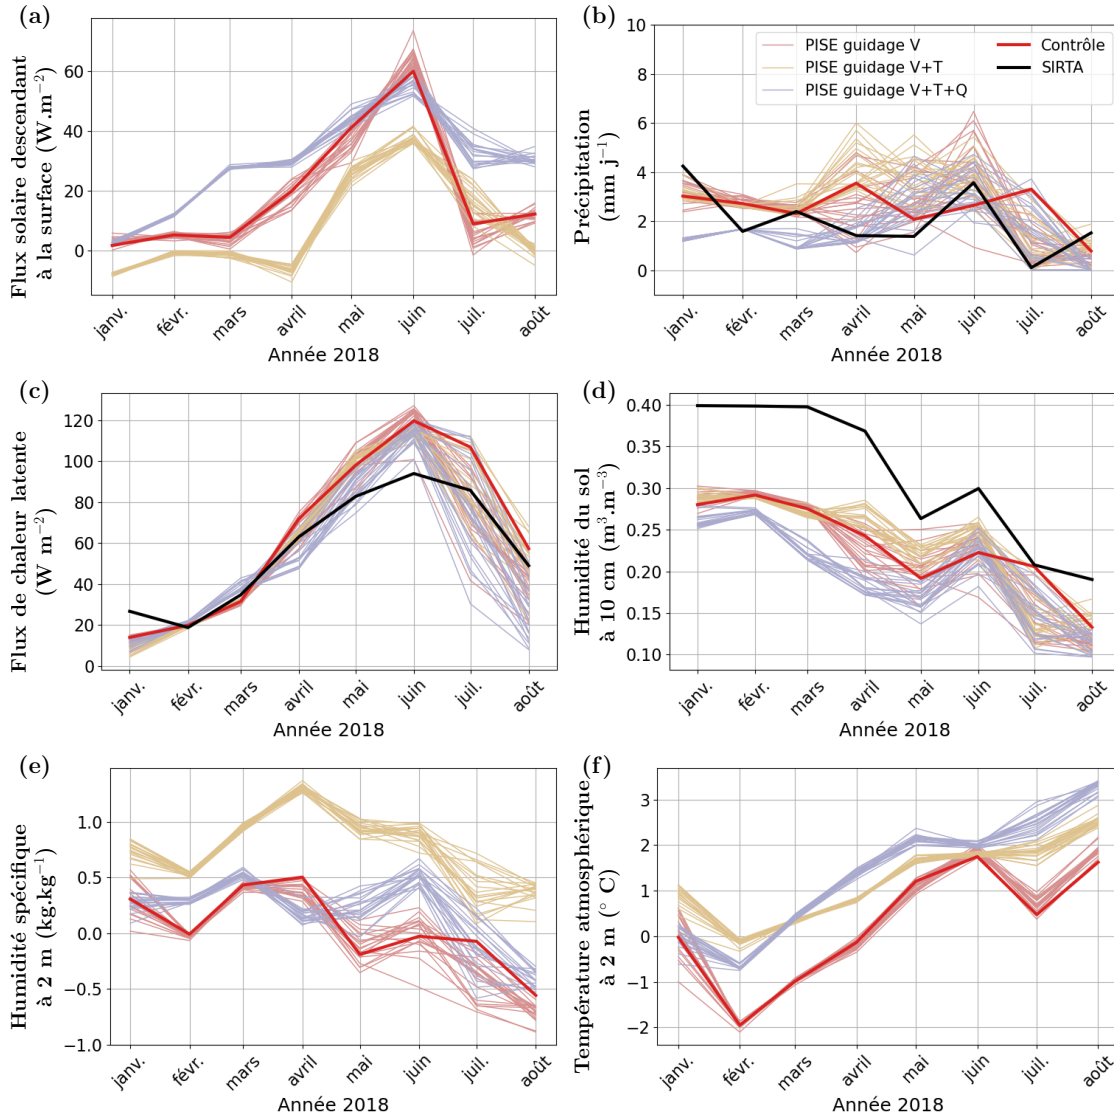 (a)
Flux solaire descendant
à la surface (W.m−2)
60
40
20
0
janv.
févr.
mars
avril
mai
juin
juil.
août
Année 2018
(b)
Précipitation
(mm j−1)
10
8
6
4
2
0
PISE guidage V
PISE guidage V+T
PISE guidage V+T+Q
Contrôle
SIRTA
janv.
févr.
mars
avril
mai
juin
juil.
août
Année 2018
(c)
Flux de chaleur latente
(W m−2)
120
100
80
60
40
20
0
janv.
févr.
mars
avril
mai
juin
juil.
août
Année 2018
(d)
Humidité du sol
à 10 cm (m3.m−3)
0.40
0.35
0.30
0.25
0.20
0.15
0.10
janv.
févr.
mars
avril
mai
juin
juil.
août
Année 2018
(e)
Humidité spécifique
à 2 m (kg.kg−1)
1.0
0.5
0.0
−0.5
−1.0
janv.
févr.
mars
avril
mai
juin
juil.
août
Année 2018
(f)
Température atmosphérique
à 2 m (° C)
3
2
1
0
−1
−2
janv.
févr.
mars
avril
mai
juin
juil.
août
Année 2018